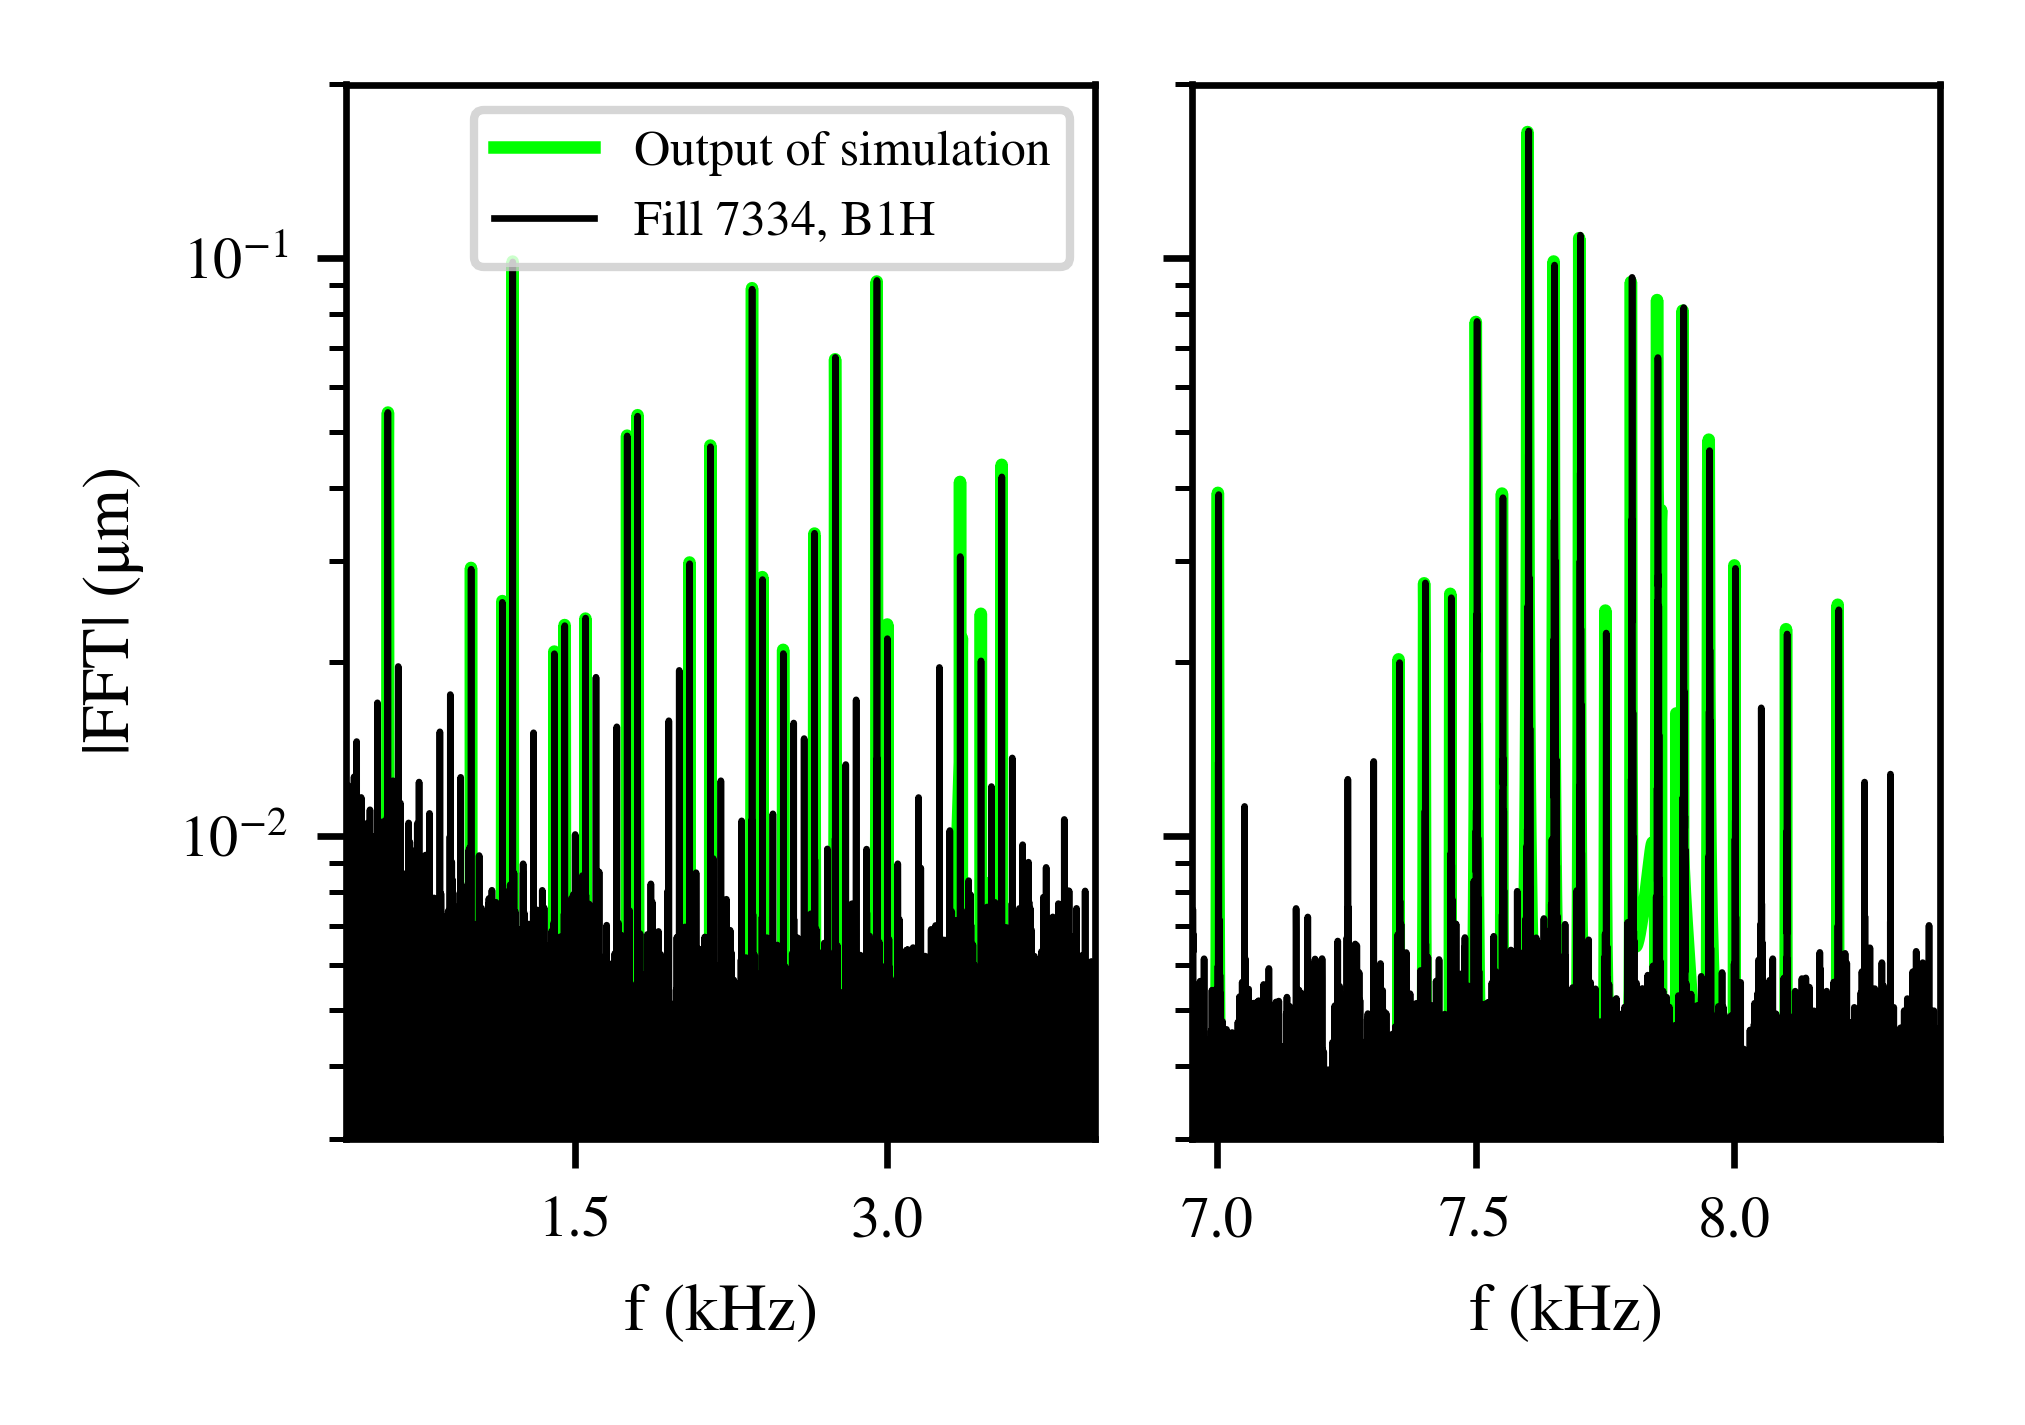 Output of simulation
Fill 7334, B1H
|FFT| (μm)
10⁻¹
10⁻²
1.5 3.0
f (kHz)
7.0 7.5 8.0
f (kHz)